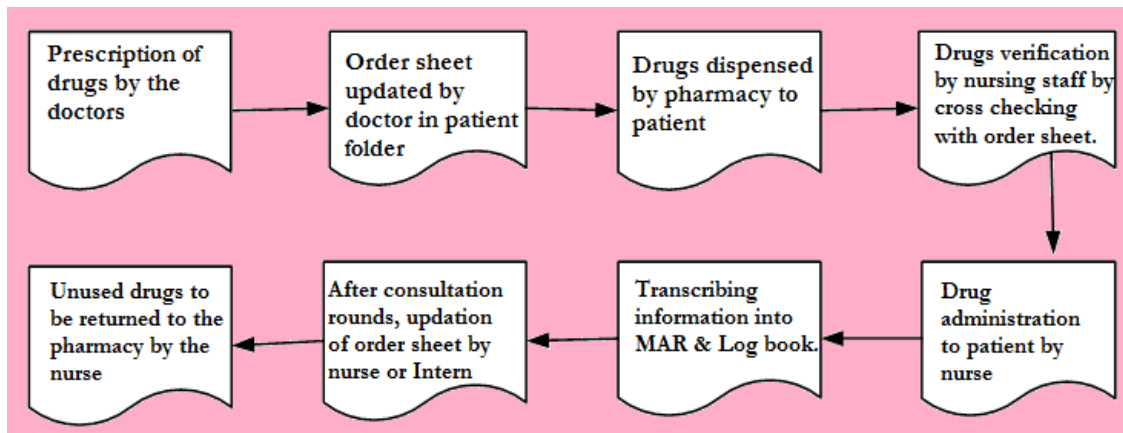 Prescription of
drugs by the
doctors
Order sheet
updated by
doctor in patient
folder
Drugs dispensed
by pharmacy to
patient
Drugs verification
by nursing staff by
cross checking
with order sheet.
Drug
administration
to patient by
nurse
Transcribing
information into
MAR & Log book.
After consultation
rounds, updation
of order sheet by
nurse or Intern
Unused drugs to
be returned to the
pharmacy by the
nurse